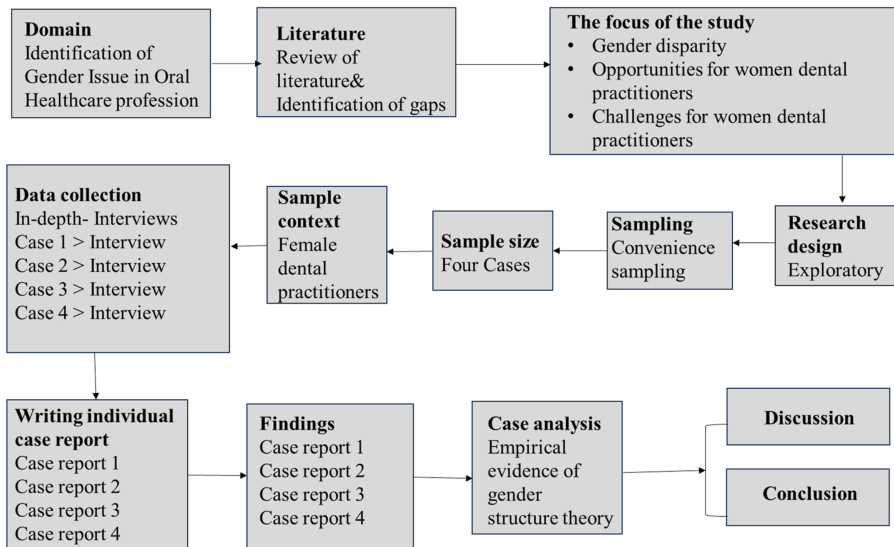 Domain
Identification of
Gender Issue in Oral
Healthcare profession
Literature
Review of
literature&
Identification of gaps
The focus of the study
• Gender disparity
• Opportunities for women dental
practitioners
• Challenges for women dental
practitioners
Research
design
Exploratory
Sampling
Convenience
sampling
Sample size
Four Cases
Sample
context
Female
dental
practitioners
Data collection
In-depth- Interviews
Case 1 > Interview
Case 2 > Interview
Case 3 > Interview
Case 4 > Interview
Writing individual
case report
Case report 1
Case report 2
Case report 3
Case report 4
Findings
Case report 1
Case report 2
Case report 3
Case report 4
Case analysis
Empirical
evidence of
gender
structure theory
Discussion
Conclusion